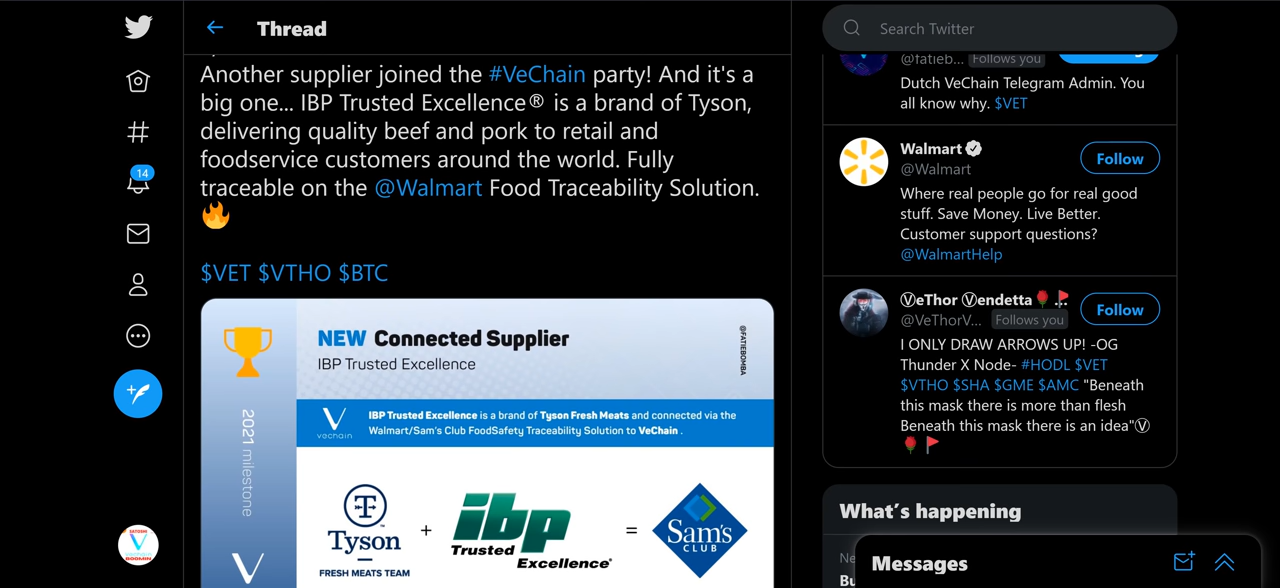 Thread
Another supplier joined the #VeChain party! And it's a
big one... IBP Trusted Excellence® is a brand of Tyson,
delivering quality beef and pork to retail and
foodservice customers around the world. Fully
traceable on the @Walmart Food Traceability Solution.
🔥
$VET $VTHO $BTC
NEW Connected Supplier
IBP Trusted Excellence
@FATIEBOMBA
2021 milestone
vechain
IBP Trusted Excellence is a brand of Tyson Fresh Meats and connected via the
Walmart/Sam's Club FoodSafety Traceability Solution to VeChain .
T
Tyson
FRESH MEATS TEAM
+
ibp
Trusted
Excellence®
=
Sam's
CLUB
14
Search Twitter
@fatieb... Follows you
Dutch VeChain Telegram Admin. You
all know why. $VET
Walmart
@Walmart
Follow
Where real people go for real good
stuff. Save Money. Live Better.
Customer support questions?
@WalmartHelp
ⓋeThor Ⓥendetta🌹🚩...
@VeThorV... Follows you
Follow
I ONLY DRAW ARROWS UP! -OG
Thunder X Node- #HODL $VET
$VTHO $SHA $GME $AMC "Beneath
this mask there is more than flesh
Beneath this mask there is an idea"Ⓥ
🌹🚩
What's happening
Messages